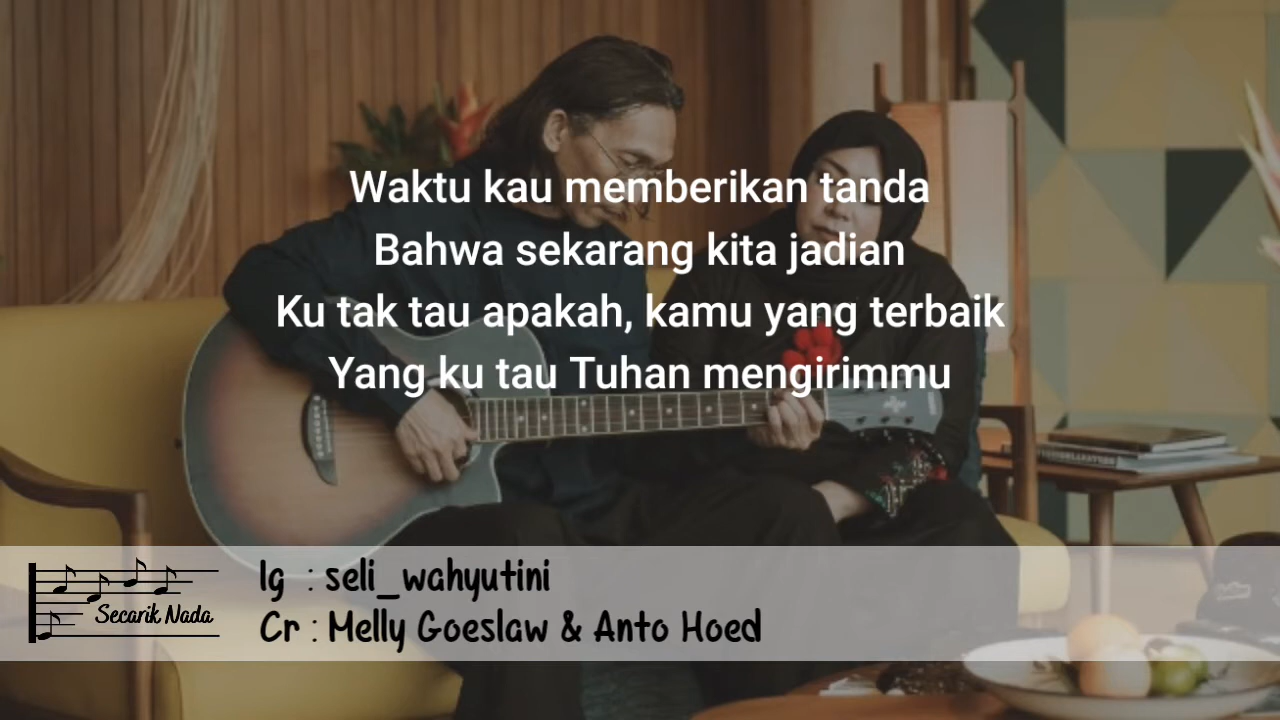 Waktu kau memberikan tanda
Bahwa sekarang kita jadian
Ku tak tau apakah, kamu yang terbaik
Yang ku tau Tuhan mengirimmu
Secarik Nada
Ig : seli_wahyutini
Cr : Melly Goeslaw & Anto Hoed